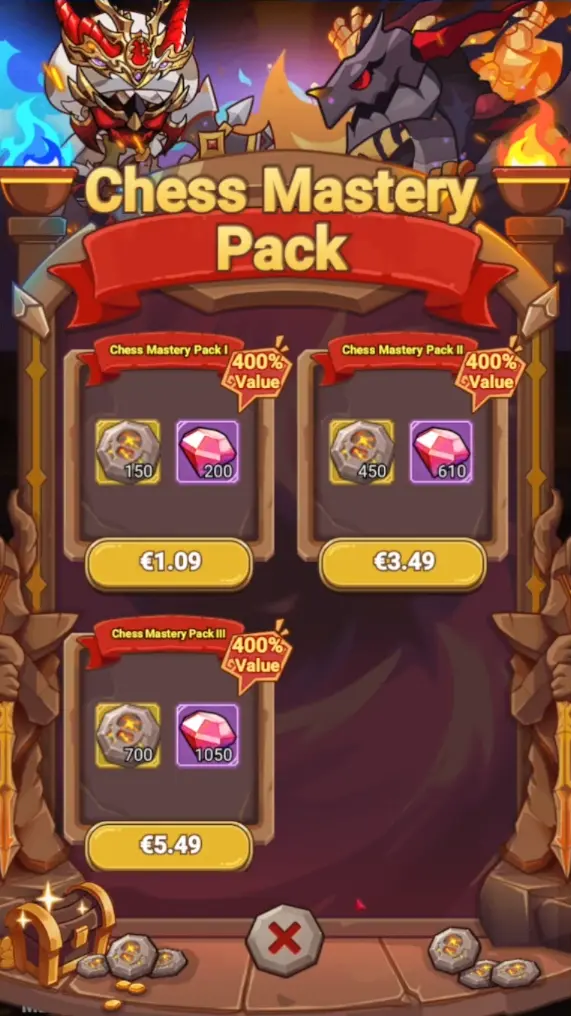 Chess Mastery
Pack
Chess Mastery Pack I
400%
Value
150
200
€1.09
Chess Mastery Pack II
400%
Value
450
610
€3.49
Chess Mastery Pack III
400%
Value
700
1050
€5.49